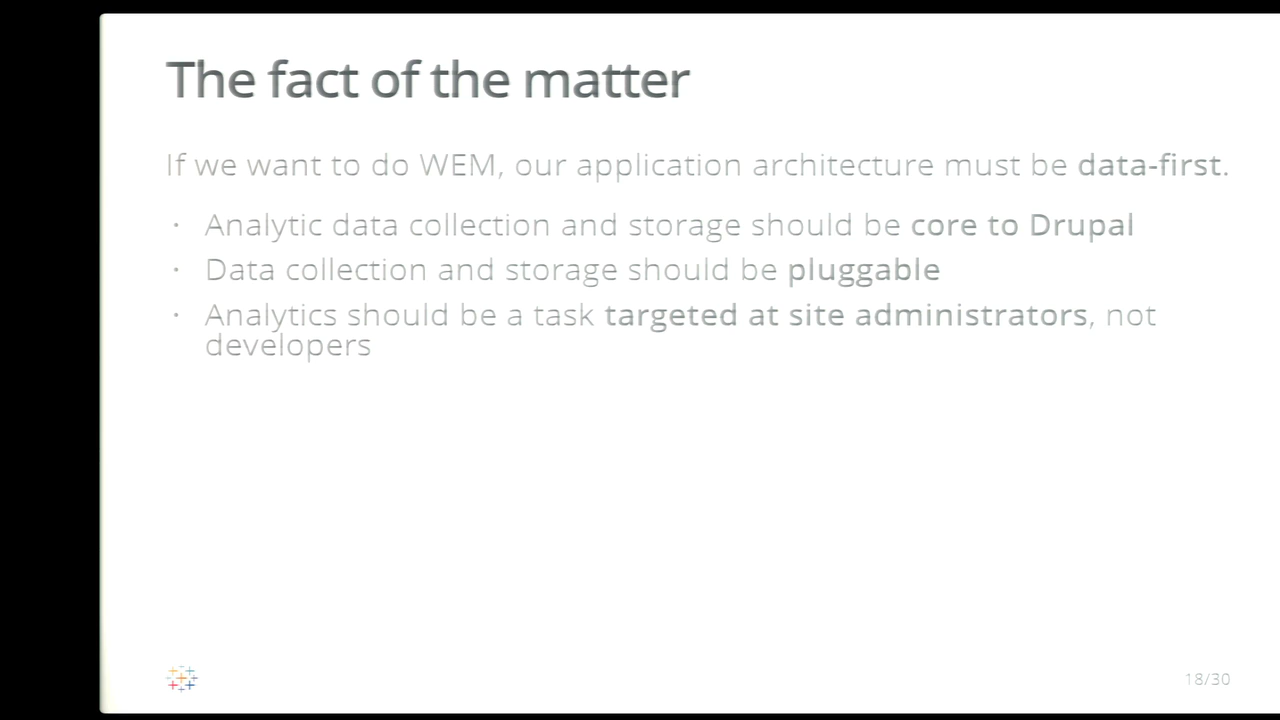 The fact of the matter
If we want to do WEM, our application architecture must be data-first.
· Analytic data collection and storage should be core to Drupal
· Data collection and storage should be pluggable
· Analytics should be a task targeted at site administrators, not
developers
18/30